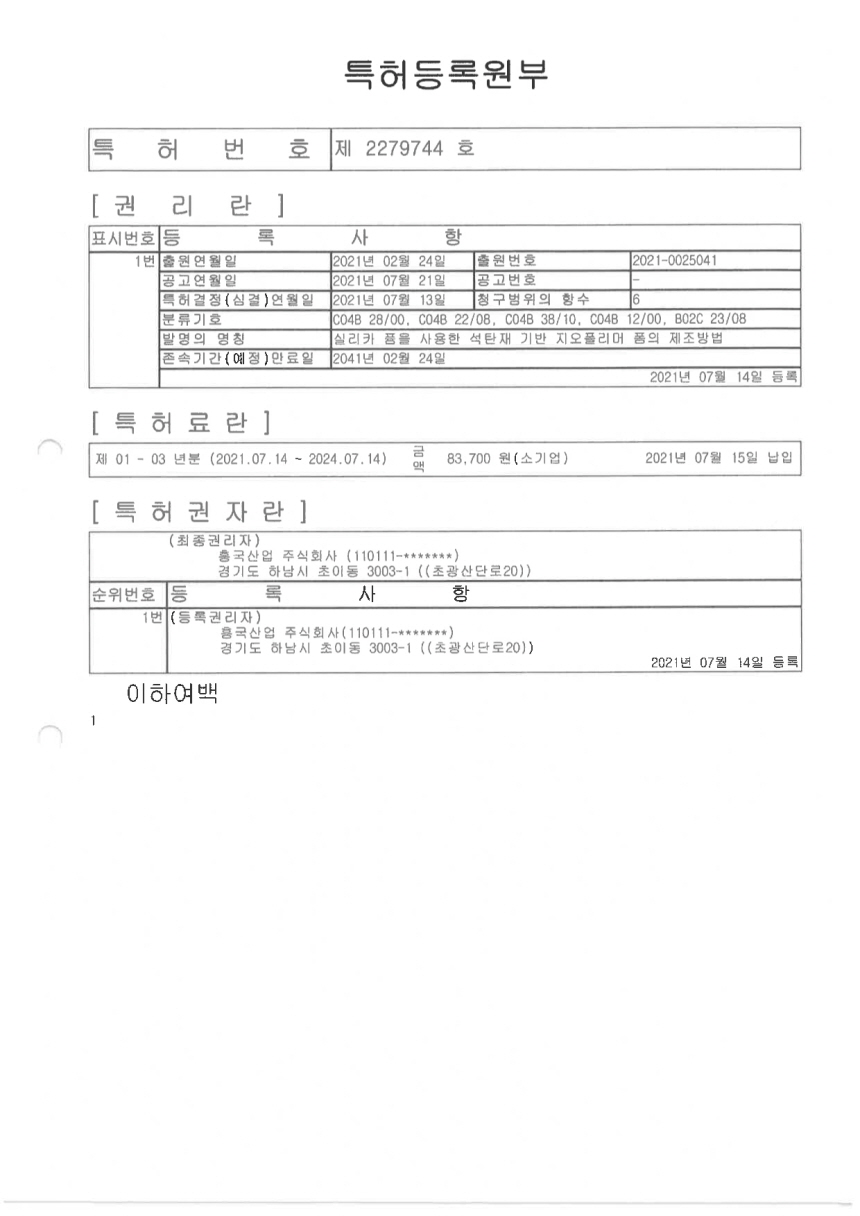 특허등록원부
특 허 번 호 제 2279744 호
[ 권 리 란 ]
표시번호 등 록 사 항
1번 출원연월일 2021년 02월 24일 출원번호 2021-0025041
공고연월일 2021년 07월 21일 공고번호 -
특허결정(심결)연월일 2021년 07월 13일 청구범위의 항수 6
분류기호 C04B 28/00, C04B 22/08, C04B 38/10, C04B 12/00, B02C 23/08
발명의 명칭 실리카 퓸을 사용한 석탄재 기반 지오폴리머 폼의 제조방법
존속기간(예정)만료일 2041년 02월 24일
2021년 07월 14일 등록
[ 특 허 료 란 ]
제 01 - 03 년분 (2021.07.14 ~ 2024.07.14) 금액 83,700 원(소기업) 2021년 07월 15일 납입
[ 특 허 권 자 란 ]
(최종권리자)
흥국산업 주식회사 (110111-*******)
경기도 하남시 초이동 3003-1 ((초광산단로20))
순위번호 등 록 사 항
1번 (등록권리자)
흥국산업 주식회사(110111-*******)
경기도 하남시 초이동 3003-1 ((초광산단로20))
2021년 07월 14일 등록
이하여백
1